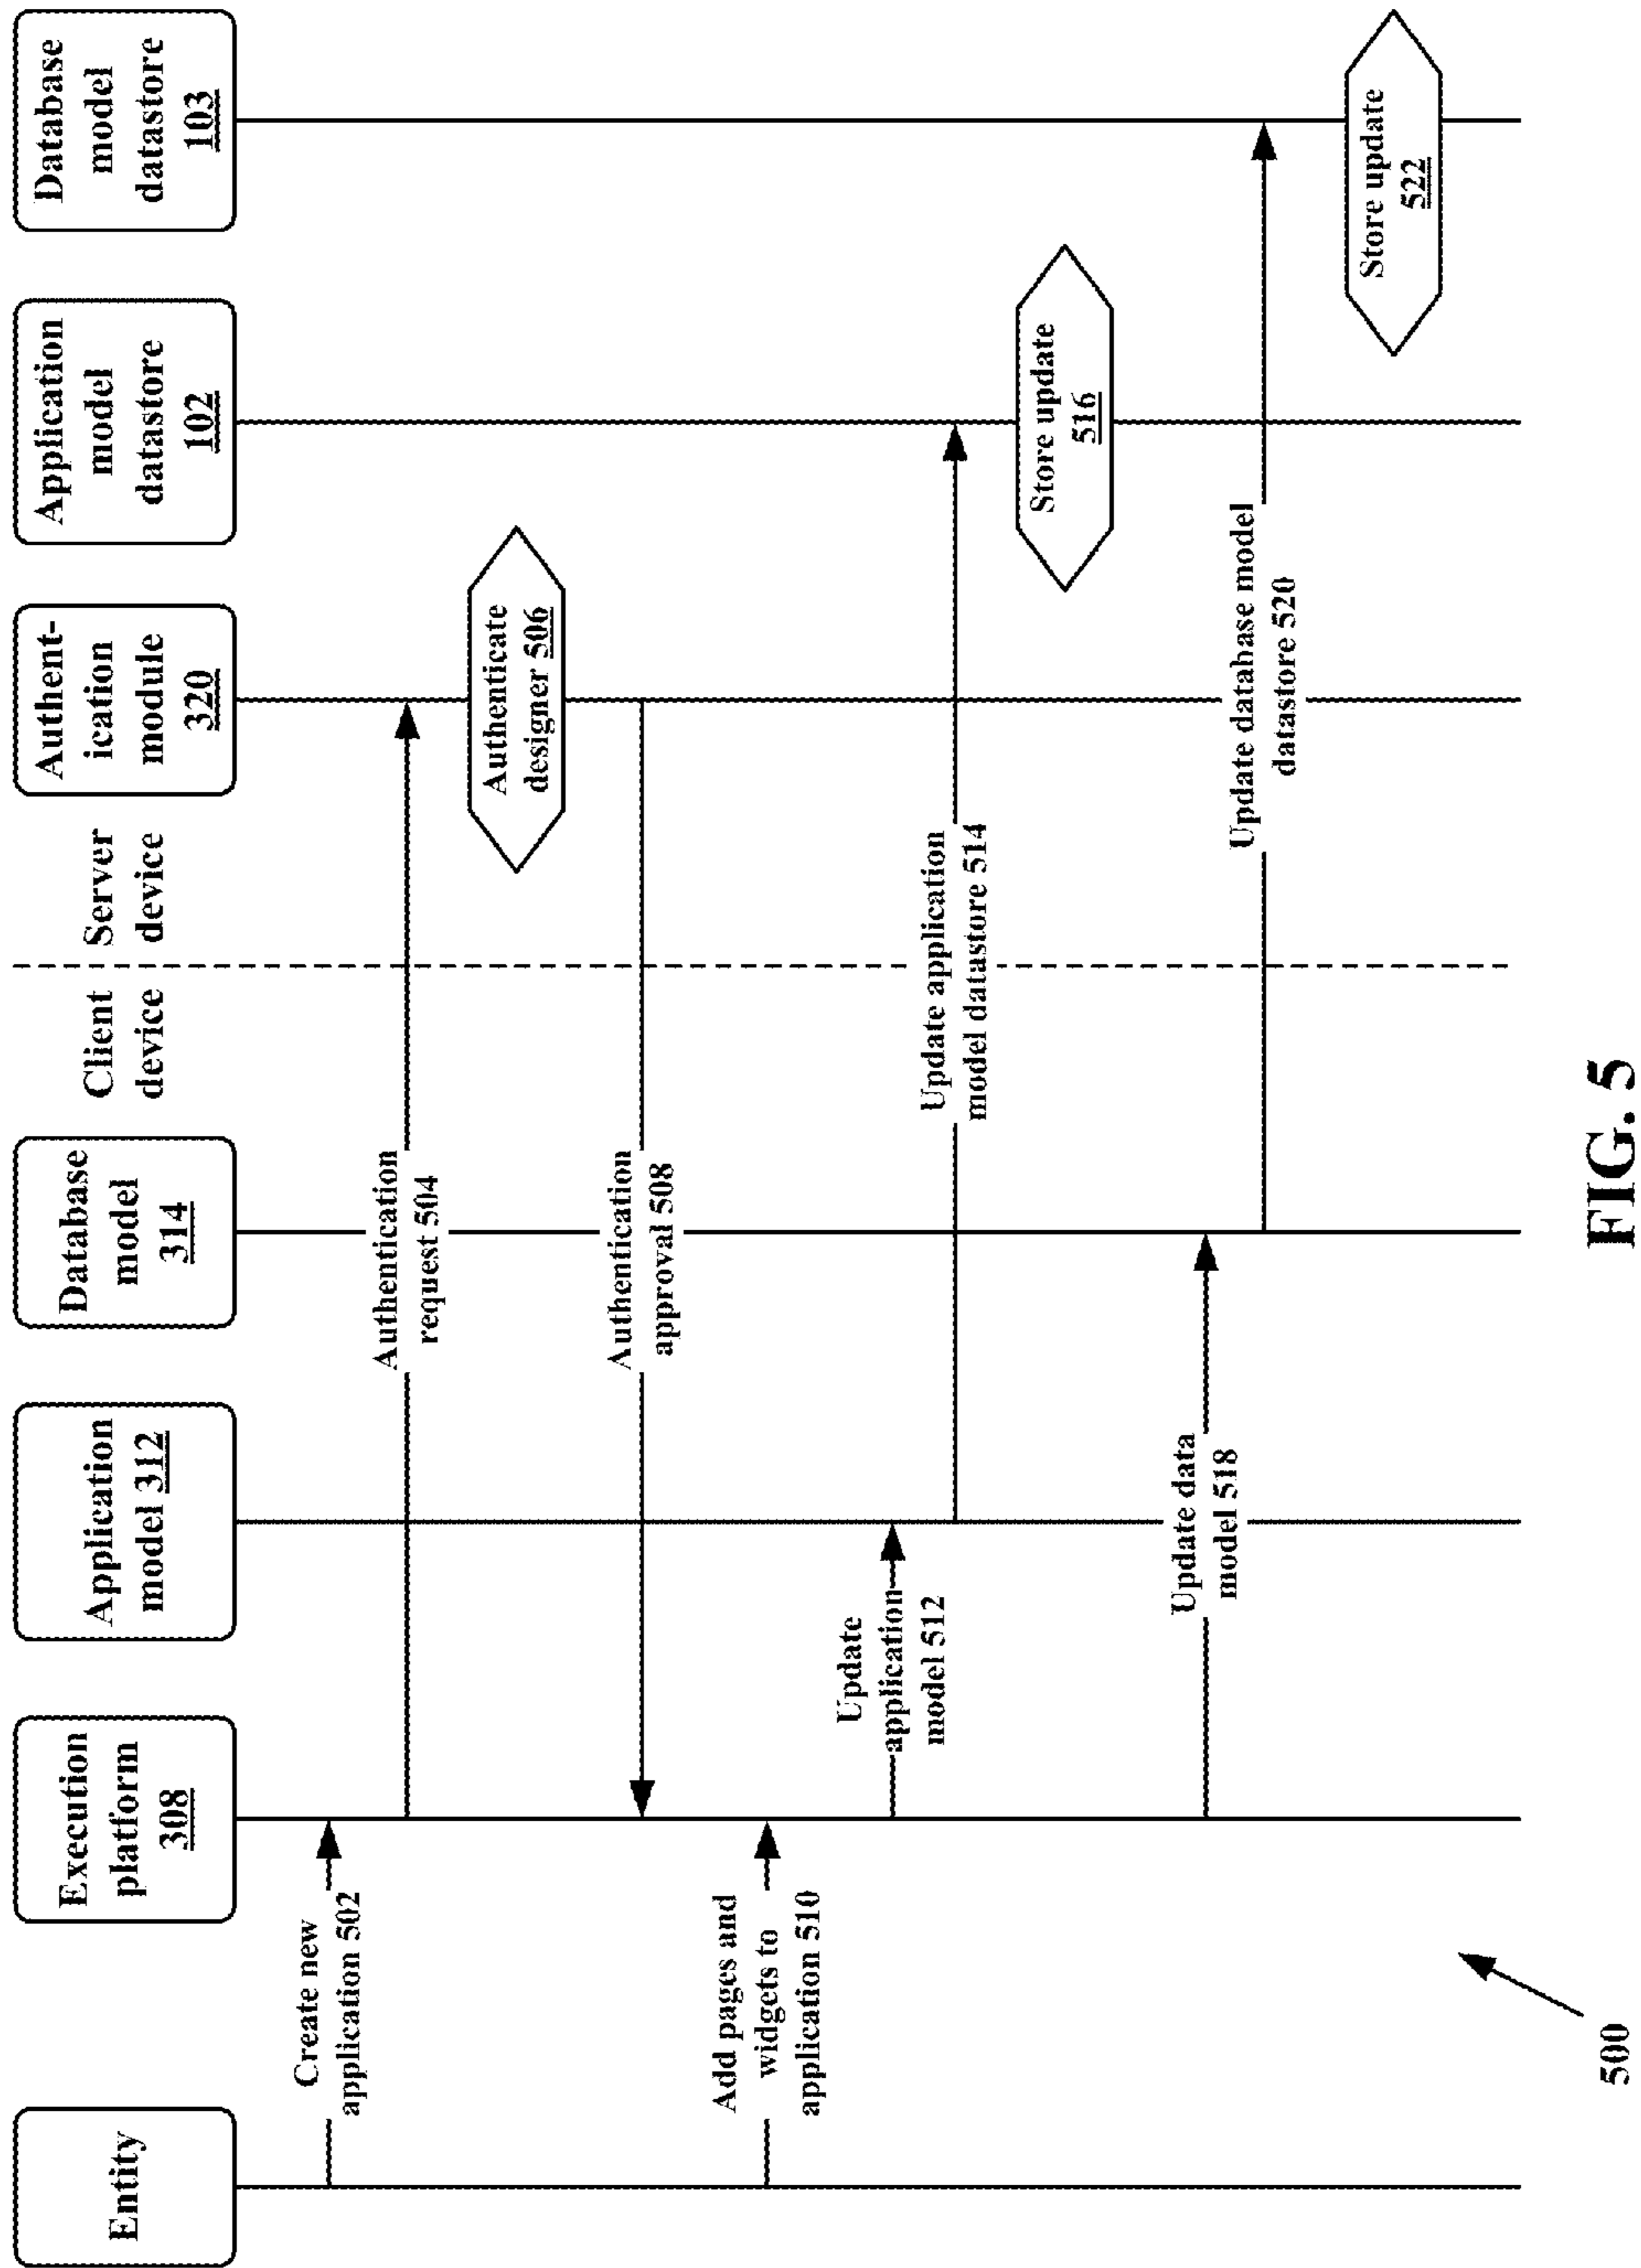 Entity
Execution
platform
308
Application
model 312
Database
model
314
Client
device
Server
device
Authent-
ication
module
320
Application
model
datastore
102
Database
model
datastore
103
Create new
application 502
Authentication
request 504
Authenticate
designer 506
Authentication
approval 508
Add pages and
widgets to
application 510
Update
application
model 512
Update application
model datastore 514
Store update
516
Update data
model 518
Update database model
datastore 520
Store update
522
500
FIG. 5